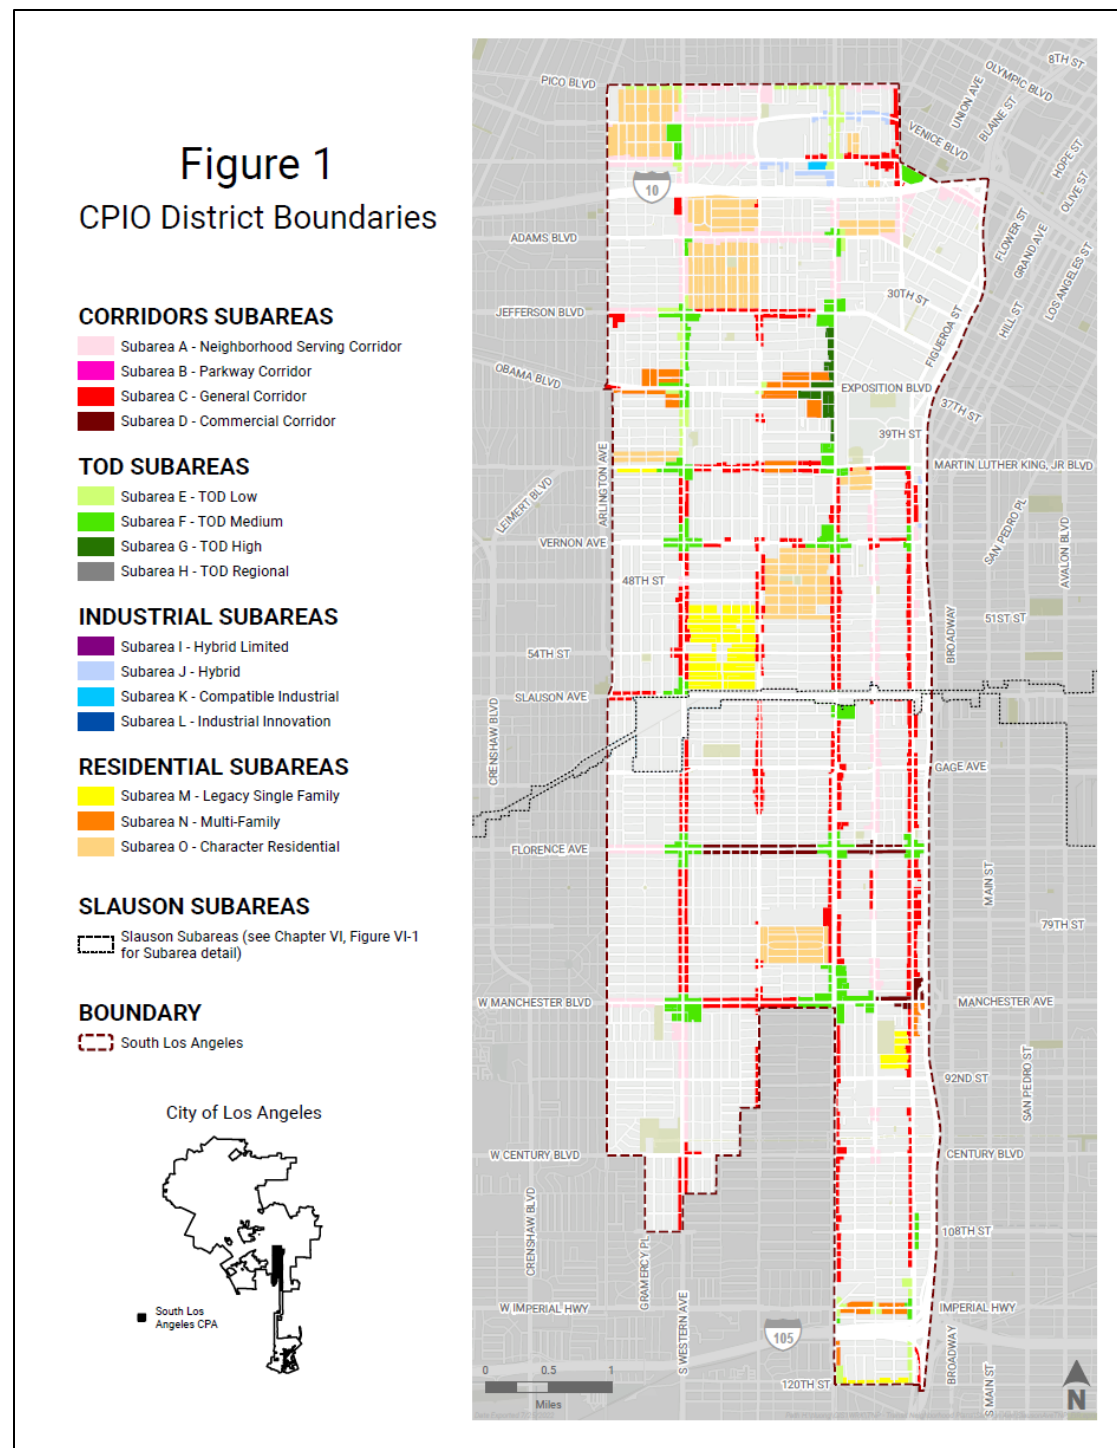 Figure 1
CPIO District Boundaries
CORRIDORS SUBAREAS
Subarea A - Neighborhood Serving Corridor
Subarea B - Parkway Corridor
Subarea C - General Corridor
Subarea D - Commercial Corridor
TOD SUBAREAS
Subarea E - TOD Low
Subarea F - TOD Medium
Subarea G - TOD High
Subarea H - TOD Regional
INDUSTRIAL SUBAREAS
Subarea I - Hybrid Limited
Subarea J - Hybrid
Subarea K - Compatible Industrial
Subarea L - Industrial Innovation
RESIDENTIAL SUBAREAS
Subarea M - Legacy Single Family
Subarea N - Multi-Family
Subarea O - Character Residential
SLAUSON SUBAREAS
Slauson Subareas (see Chapter VI, Figure VI-1
for Subarea detail)
BOUNDARY
South Los Angeles
City of Los Angeles
South Los
Angeles CPA
8TH ST
OLYMPIC BLVD
PICO BLVD
UNION AVE
BLAINE ST
VENICE BLVD
HOPE ST
OLIVE ST
10
FLOWER ST
GRAND AVE
LOS ANGELES ST
ADAMS BLVD
30TH ST
HILL ST
JEFFERSON BLVD
FIGUEROA ST
OBAMA BLVD
EXPOSITION BLVD
37TH ST
39TH ST
ARLINGTON AVE
MARTIN LUTHER KING, JR BLVD
LEIMERT BLVD
SAN PEDRO PL
AVALON BLVD
VERNON AVE
48TH ST
51ST ST
BROADWAY
54TH ST
SLAUSON AVE
CRENSHAW BLVD
GAGE AVE
FLORENCE AVE
MAIN ST
79TH ST
W MANCHESTER BLVD
MANCHESTER AVE
SAN PEDRO ST
92ND ST
W CENTURY BLVD
CENTURY BLVD
CRENSHAW BLVD
108TH ST
GRAMERCY PL
S WESTERN AVE
W IMPERIAL HWY
IMPERIAL HWY
105
BROADWAY
S MAIN ST
120TH ST
0
0.5
1
Miles
N